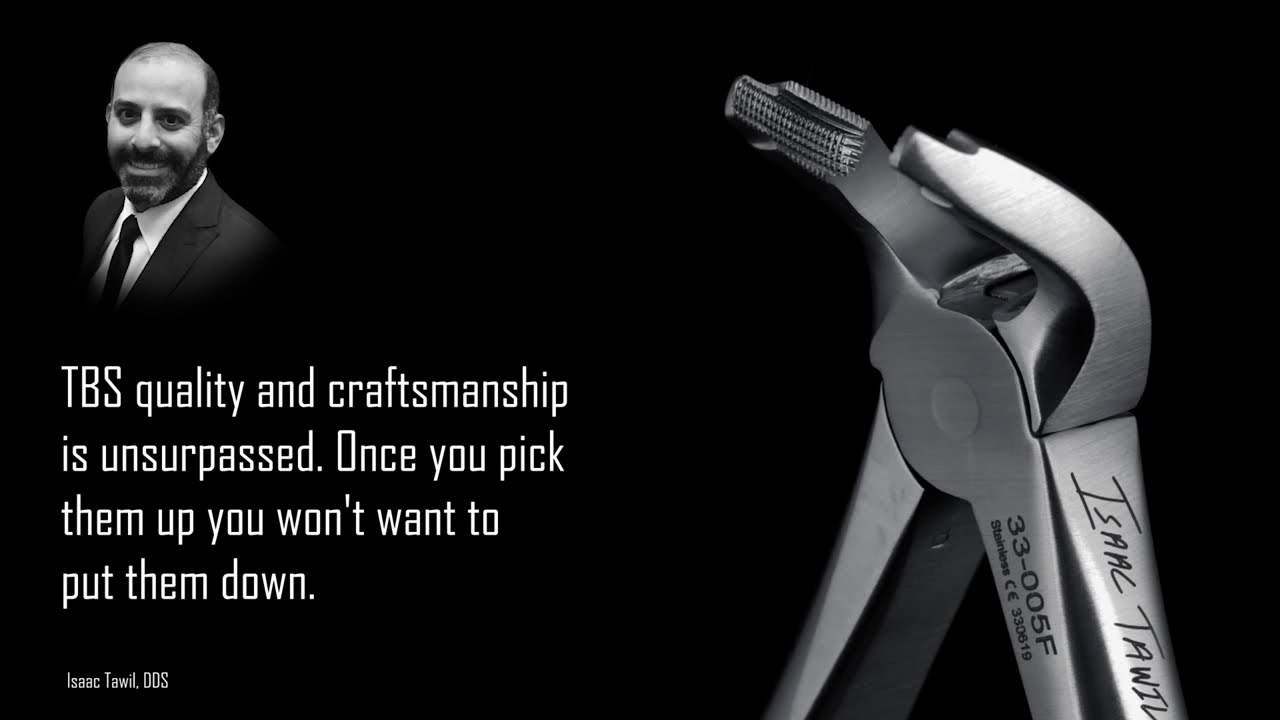 TBS quality and craftsmanship
is unsurpassed. Once you pick
them up you won't want to
put them down.
Isaac Tawil, DDS
33-005F
Stainless CE 330619
ISAAC TAWIL